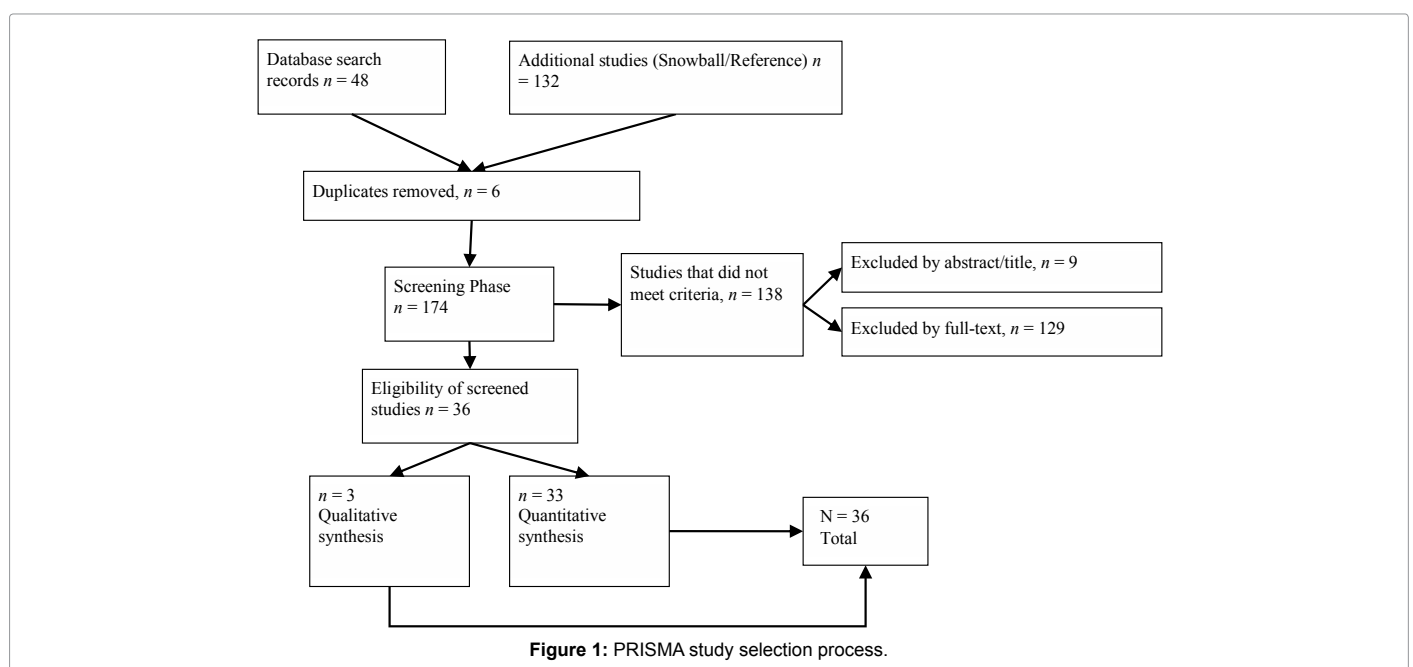 Database search
records n = 48
Additional studies (Snowball/Reference) n
= 132
Duplicates removed, n = 6
Screening Phase
n = 174
Studies that did not
meet criteria, n = 138
Excluded by abstract/title, n = 9
Excluded by full-text, n = 129
Eligibility of screened
studies n = 36
n = 3
Qualitative
synthesis
n = 33
Quantitative
synthesis
N = 36
Total
Figure 1: PRISMA study selection process.